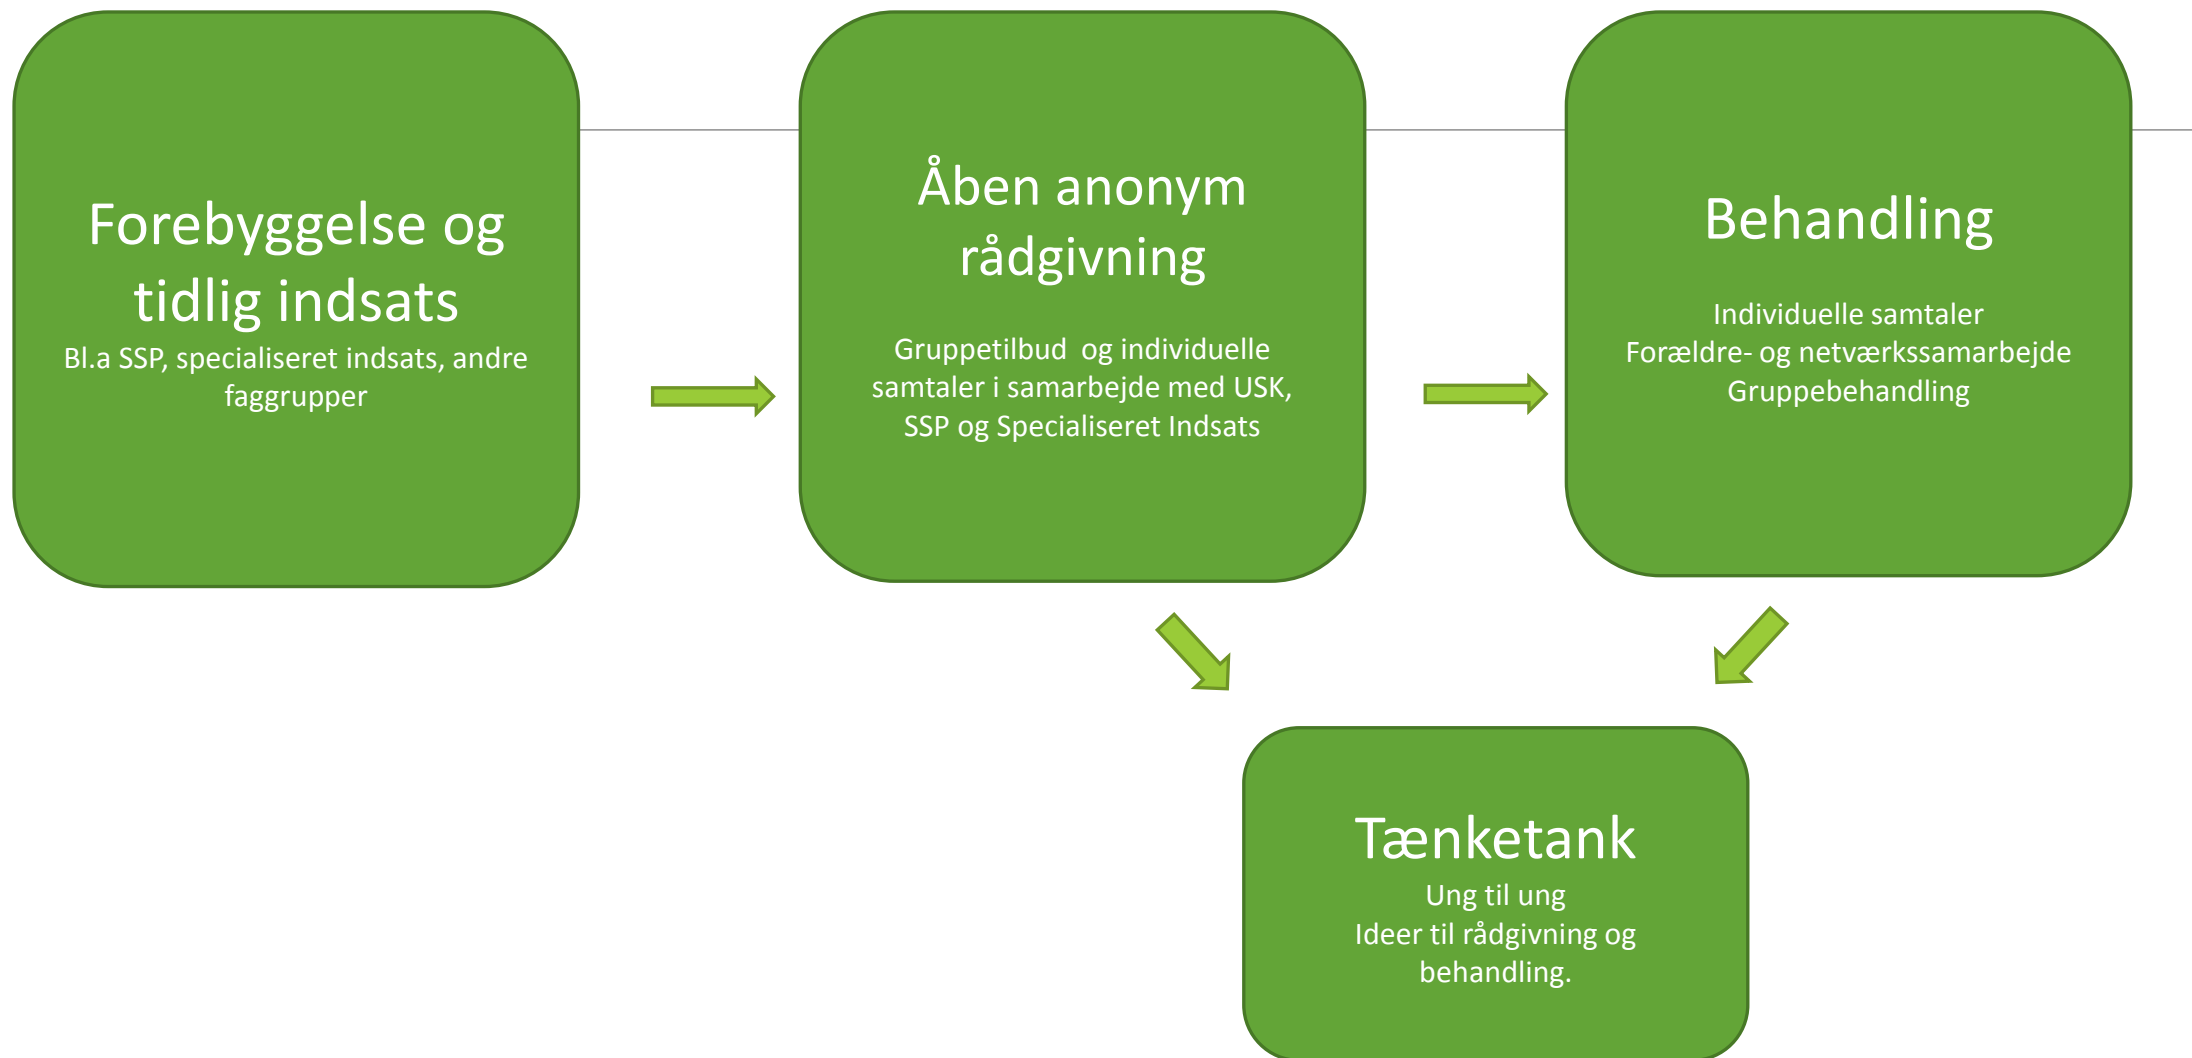 Forebyggelse og
tidlig indsats
Bl.a SSP, specialiseret indsats, andre
faggrupper
Åben anonym
rådgivning
Gruppetilbud og individuelle
samtaler i samarbejde med USK,
SSP og Specialiseret Indsats
Behandling
Individuelle samtaler
Forældre- og netværkssamarbejde
Gruppebehandling
Tænketank
Ung til ung
Ideer til rådgivning og
behandling.